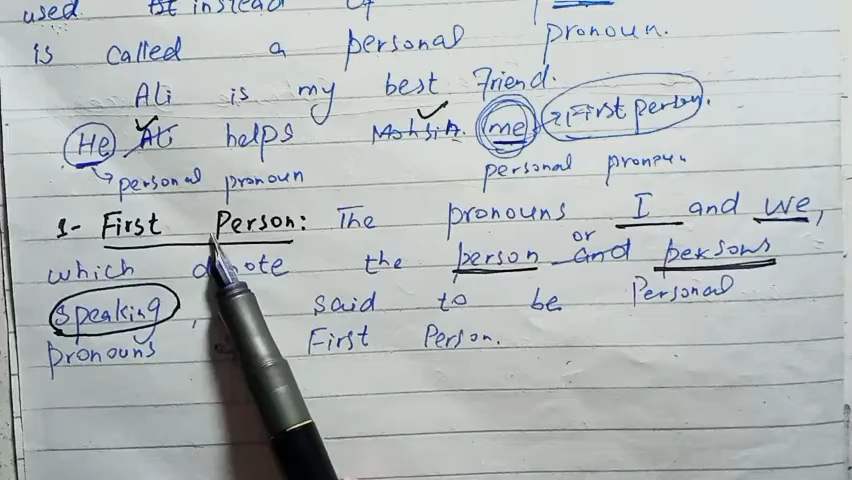 used it instead of
is called a personal pronoun.
Ali is my best Friend.
He Ali helps Mohsin. me First person.
personal pronoun personal pronoun
1- First Person: The pronouns I and we,
which denote the person and or persons
speaking, said to be Personal
pronouns First Person.